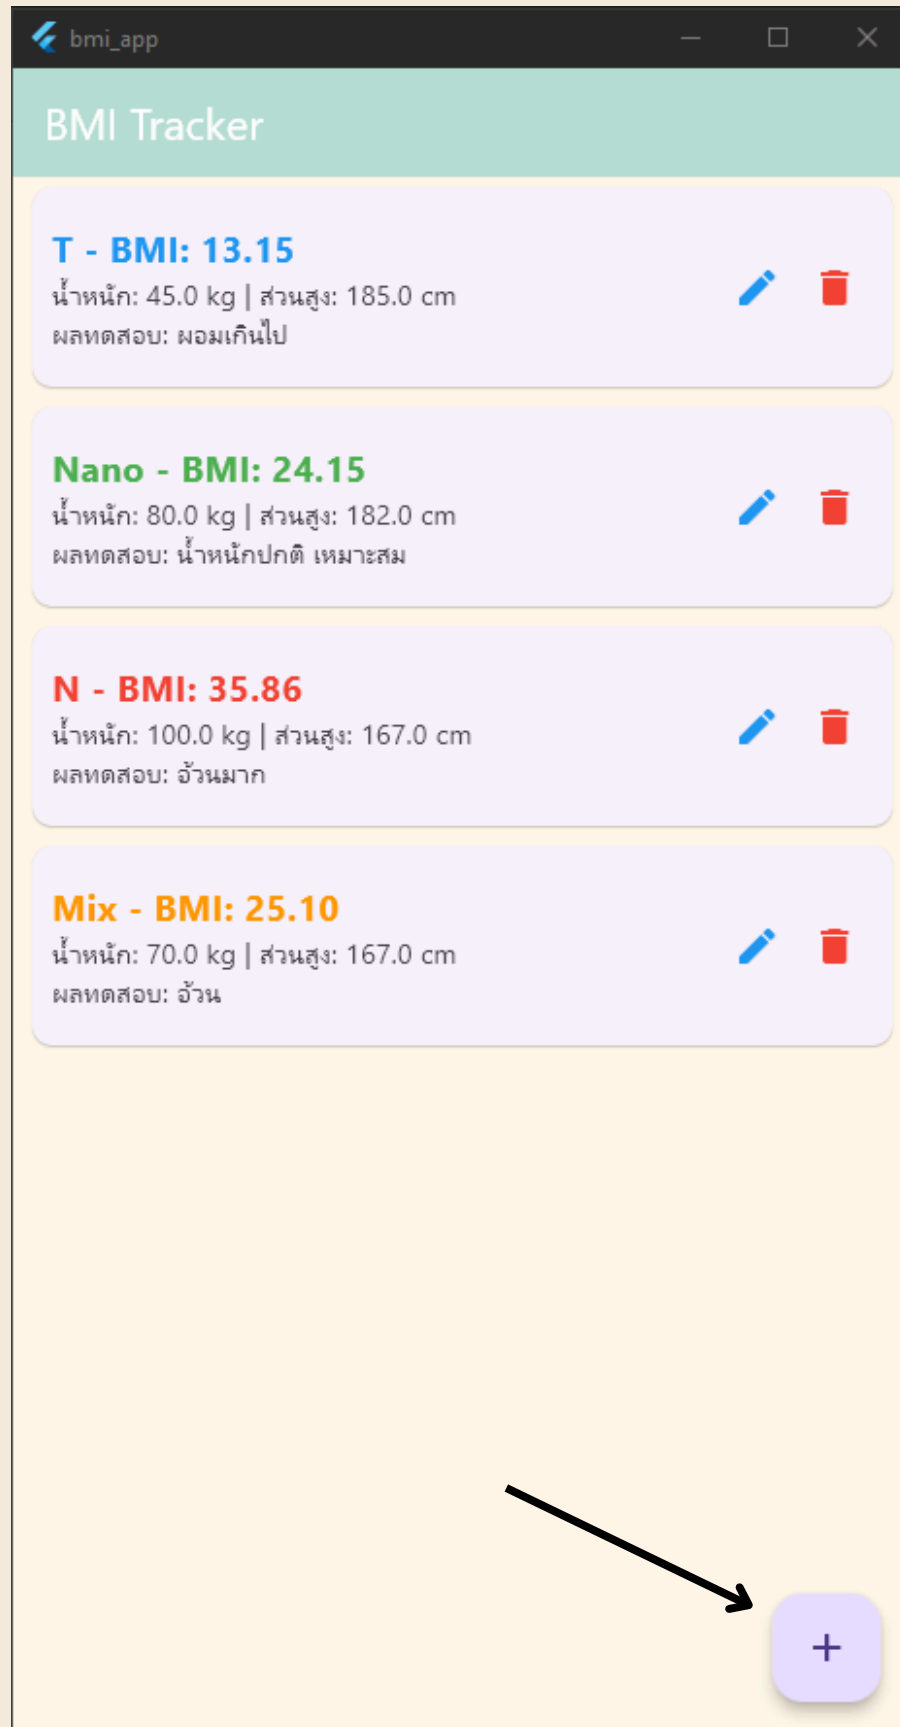 bmi_app
BMI Tracker
T - BMI: 13.15
น้ำหนัก: 45.0 kg | ส่วนสูง: 185.0 cm
ผลทดสอบ: ผอมเกินไป
Nano - BMI: 24.15
น้ำหนัก: 80.0 kg | ส่วนสูง: 182.0 cm
ผลทดสอบ: น้ำหนักปกติ เหมาะสม
N - BMI: 35.86
น้ำหนัก: 100.0 kg | ส่วนสูง: 167.0 cm
ผลทดสอบ: อ้วนมาก
Mix - BMI: 25.10
น้ำหนัก: 70.0 kg | ส่วนสูง: 167.0 cm
ผลทดสอบ: อ้วน
+